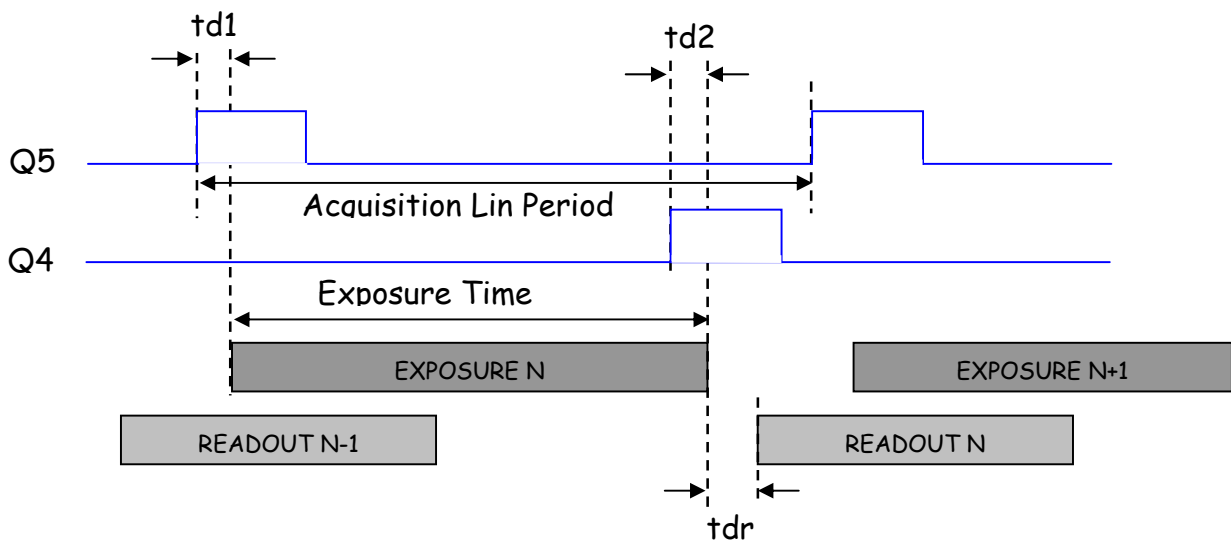 td1
td2
Q5
Acquisition Lin Period
Q4
Exposure Time
EXPOSURE N
EXPOSURE N+1
READOUT N-1
READOUT N
tdr